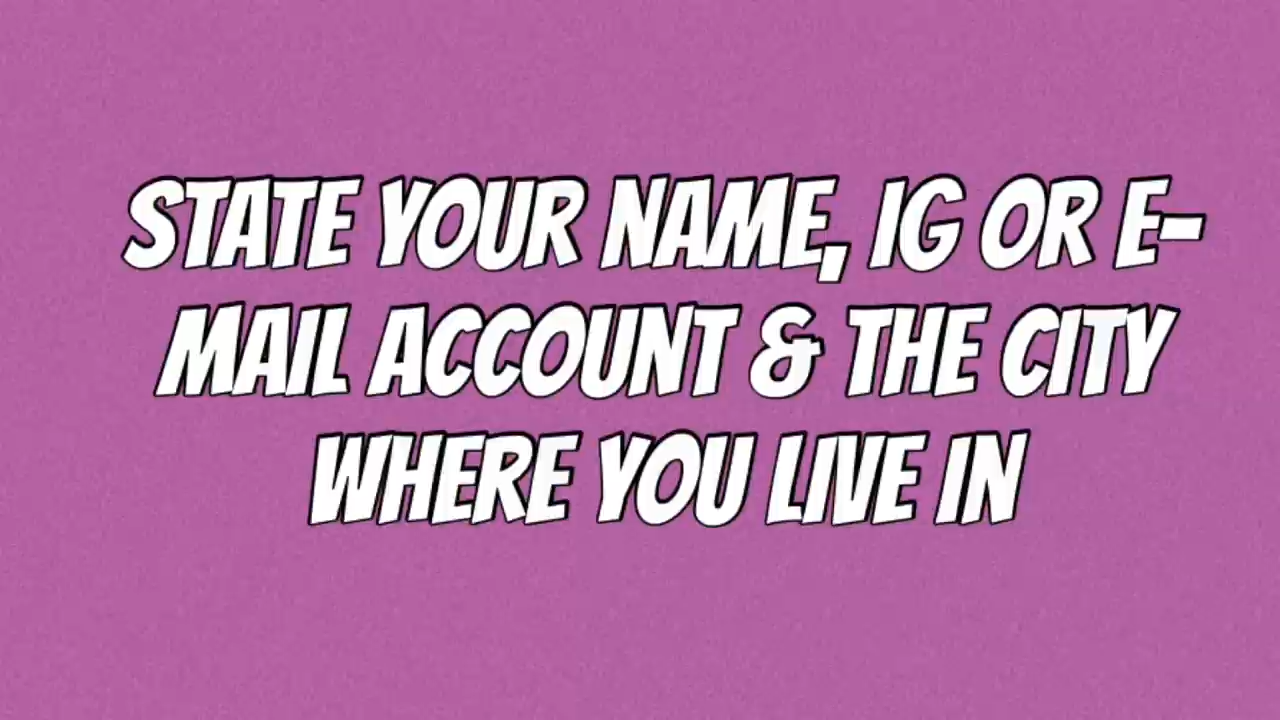 STATE YOUR NAME, IG OR E-
MAIL ACCOUNT & THE CITY
WHERE YOU LIVE IN